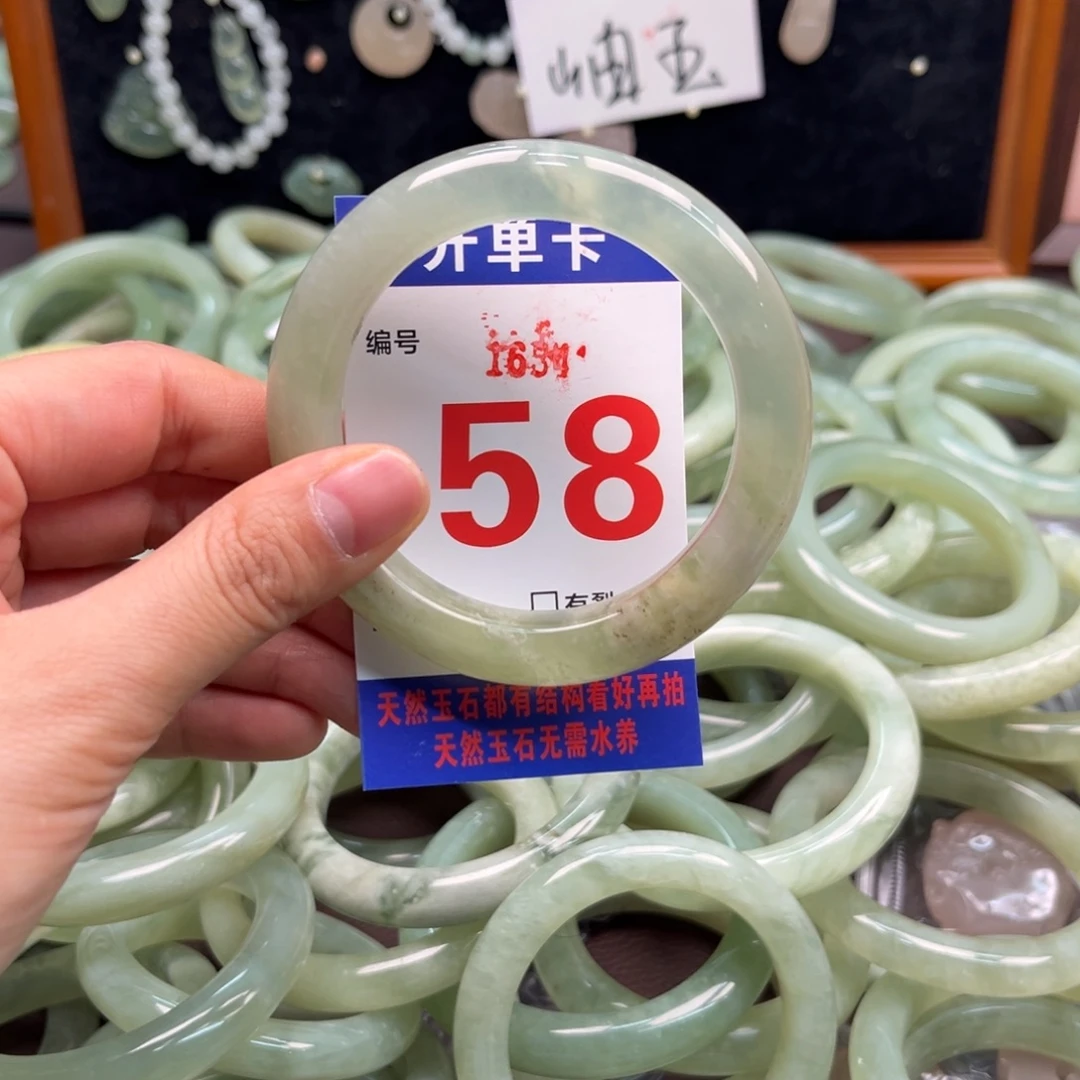 岫玉
开单卡
编号
58
有裂
天然玉石都有结构看好再拍
天然玉石无需水养